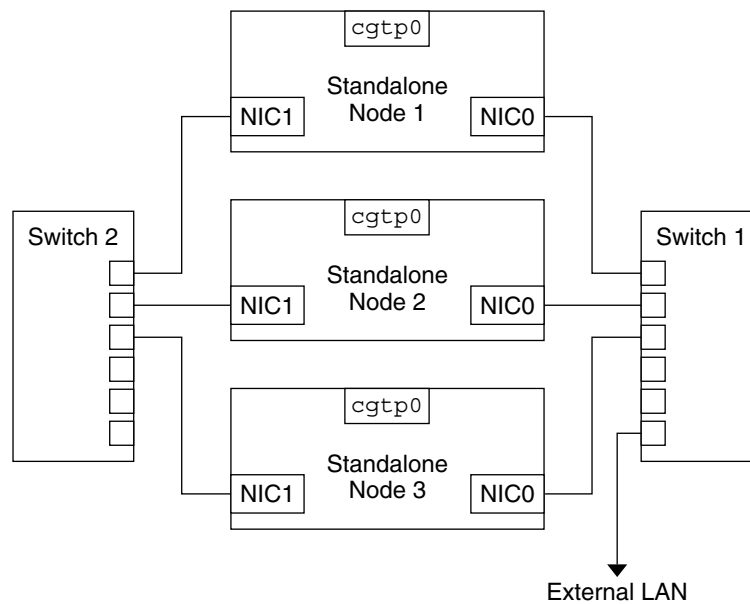 cgtp0
Standalone
Node 1
NIC1
NIC0
Switch 2
cgtp0
Standalone
Node 2
NIC1
NIC0
Switch 1
cgtp0
Standalone
Node 3
NIC1
NIC0
External LAN